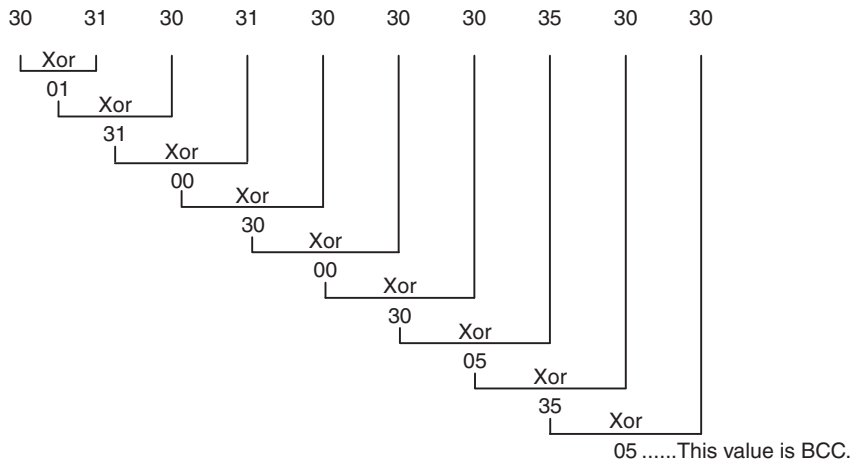 30 31 30 31 30 30 30 35 30 30
Xor
01
Xor
31
Xor
00
Xor
30
Xor
00
Xor
30
Xor
05
Xor
35
Xor
05 ......This value is BCC.